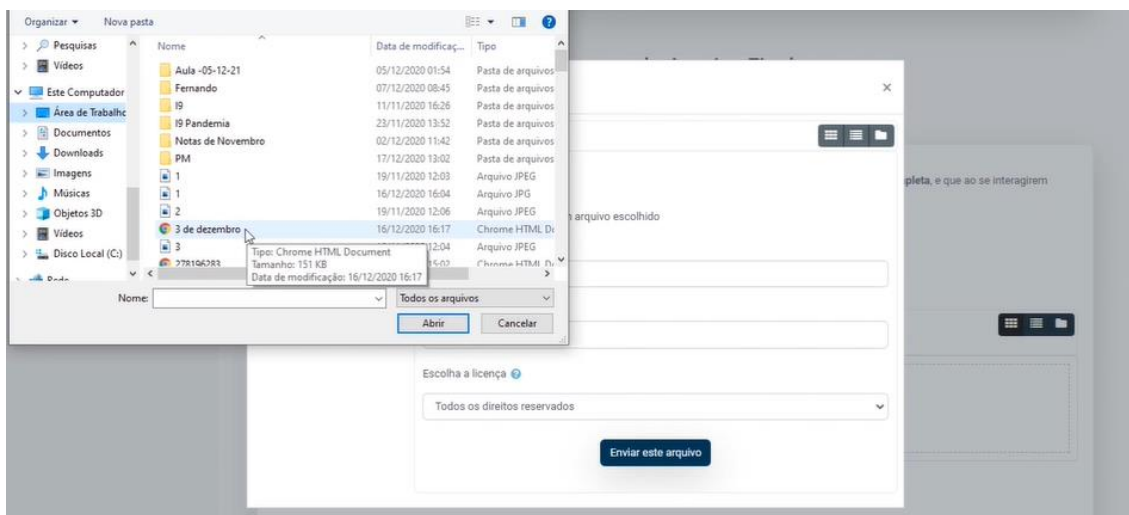 Organizar Nova pasta
Pesquisas
Vídeos
Este Computador
Área de Trabalho
Documentos
Downloads
Imagens
Músicas
Objetos 3D
Vídeos
Disco Local (C:)
Nome Data de modificaç... Tipo
Aula -05-12-21 05/12/2020 01:54 Pasta de arquivos
Fernando 07/12/2020 08:45 Pasta de arquivos
I9 11/11/2020 16:26 Pasta de arquivos
I9 Pandemia 23/11/2020 13:52 Pasta de arquivos
Notas de Novembro 02/12/2020 11:42 Pasta de arquivos
PM 17/12/2020 13:02 Pasta de arquivos
1 19/11/2020 12:03 Arquivo JPEG
1 16/12/2020 16:04 Arquivo JPG
2 19/11/2020 12:06 Arquivo JPEG
3 de dezembro 16/12/2020 16:17 Chrome HTML Do
3 12:04 Arquivo JPEG
278196283 15:02 Chrome HTML
Tipo: Chrome HTML Document
Tamanho: 151 KB
Data de modificação: 16/12/2020 16:17
Nome: Todos os arquivos
Abrir Cancelar
×
pleta, e que ao se interagirem
arquivo escolhido
Escolha a licença
Todos os direitos reservados
Enviar este arquivo